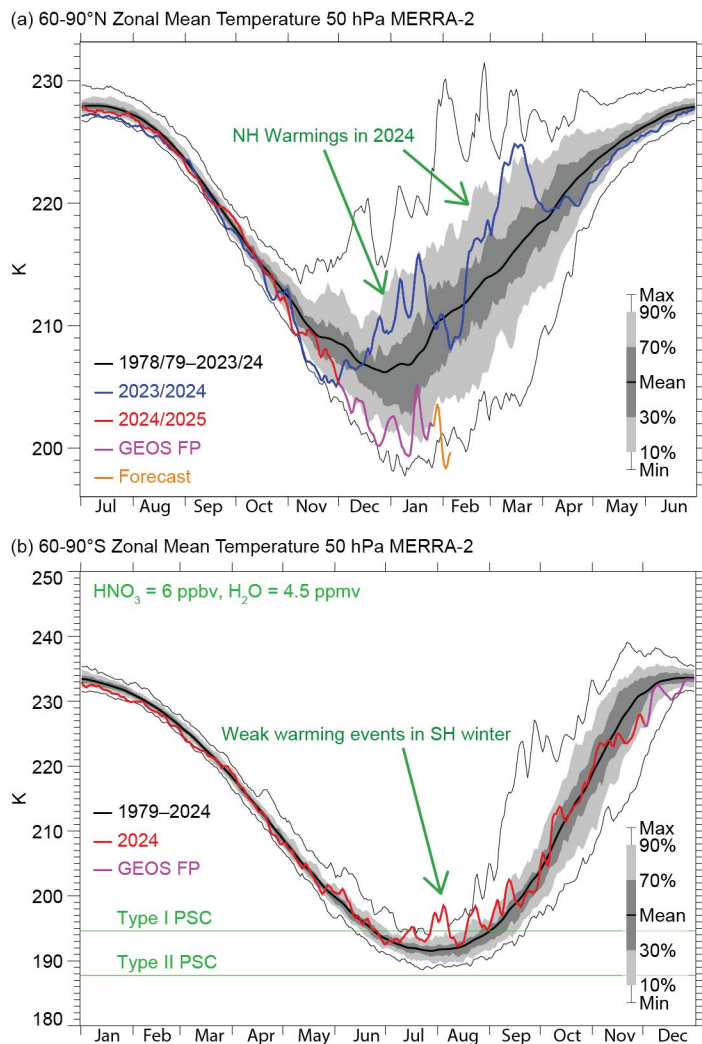 (a) 60-90°N Zonal Mean Temperature 50 hPa MERRA-2
230
220
210
200
K
NH Warmings in 2024
1978/79–2023/24
2023/2024
2024/2025
GEOS FP
Forecast
Max
90%
70%
Mean
30%
10%
Min
Jul Aug Sep Oct Nov Dec Jan Feb Mar Apr May Jun
(b) 60-90°S Zonal Mean Temperature 50 hPa MERRA-2
250
240
230
220
210
200
190
180
K
HNO₃ = 6 ppbv, H₂O = 4.5 ppmv
Weak warming events in SH winter
1979–2024
2024
GEOS FP
Type I PSC
Type II PSC
Max
90%
70%
Mean
30%
10%
Min
Jan Feb Mar Apr May Jun Jul Aug Sep Oct Nov Dec